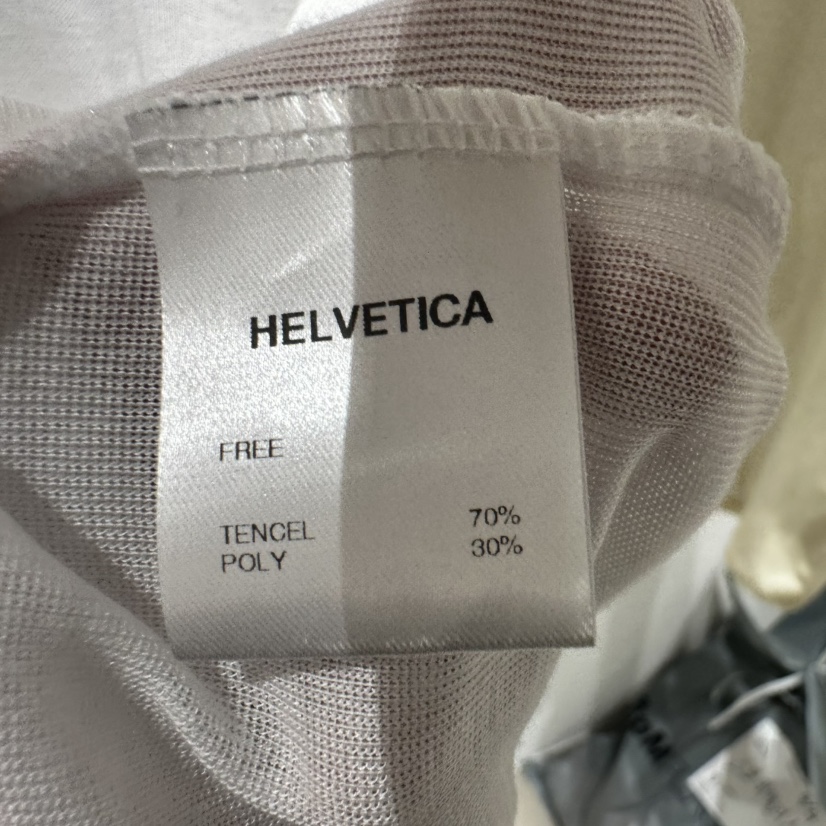 HELVETICA
FREE
TENCEL 70%
POLY 30%